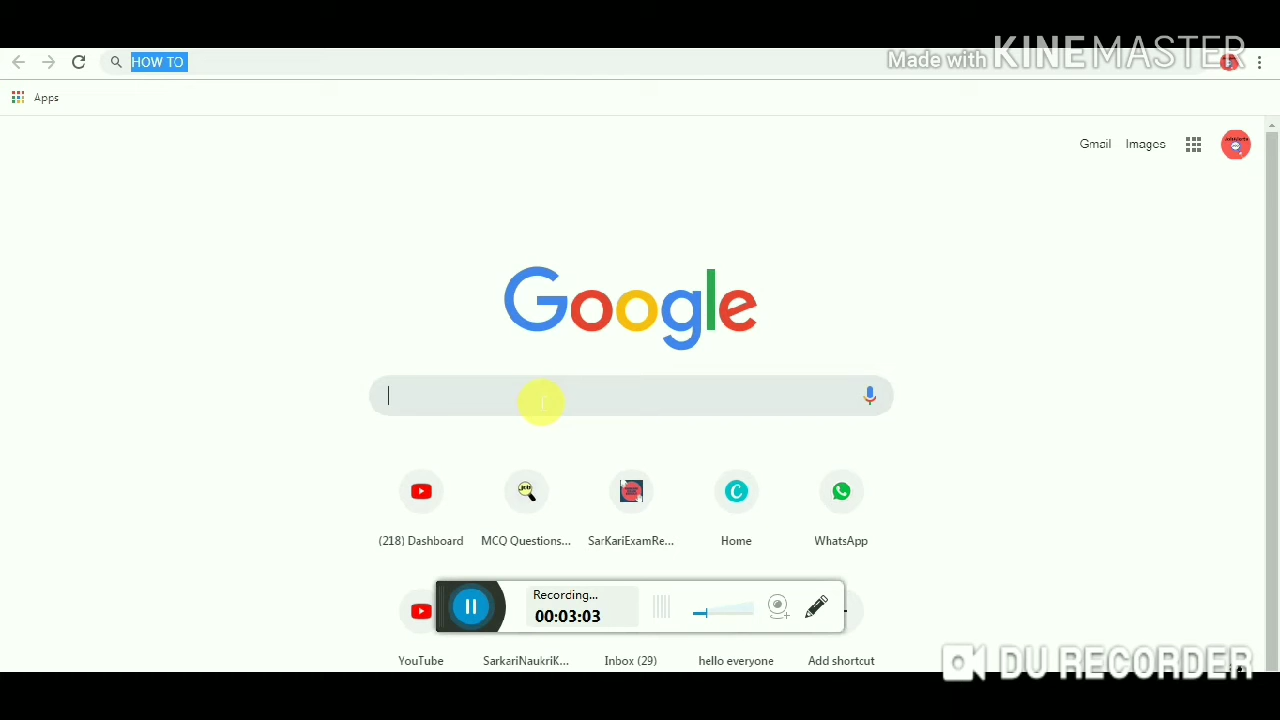 Made with KINEMASTER
HOW TO
Apps
Gmail Images
Google
(218) Dashboard MCQ Questions... SarKariExamRe... Home WhatsApp
Recording...
00:03:03
YouTube SarkariNaukriK... Inbox (29) hello everyone Add shortcut
DU RECORDER